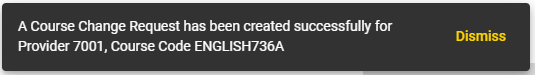 A Course Change Request has been created successfully for
Provider 7001, Course Code ENGLISH736A
Dismiss